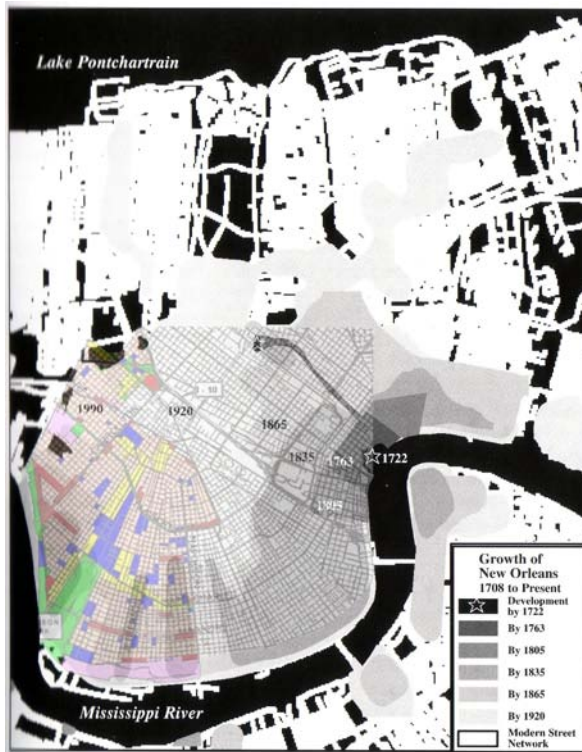 Lake Pontchartrain
1990
1920
1865
1835
1763
1722
1805
Mississippi River
Growth of
New Orleans
1708 to Present
Development
by 1722
By 1763
By 1805
By 1835
By 1865
By 1920
Modern Street
Network